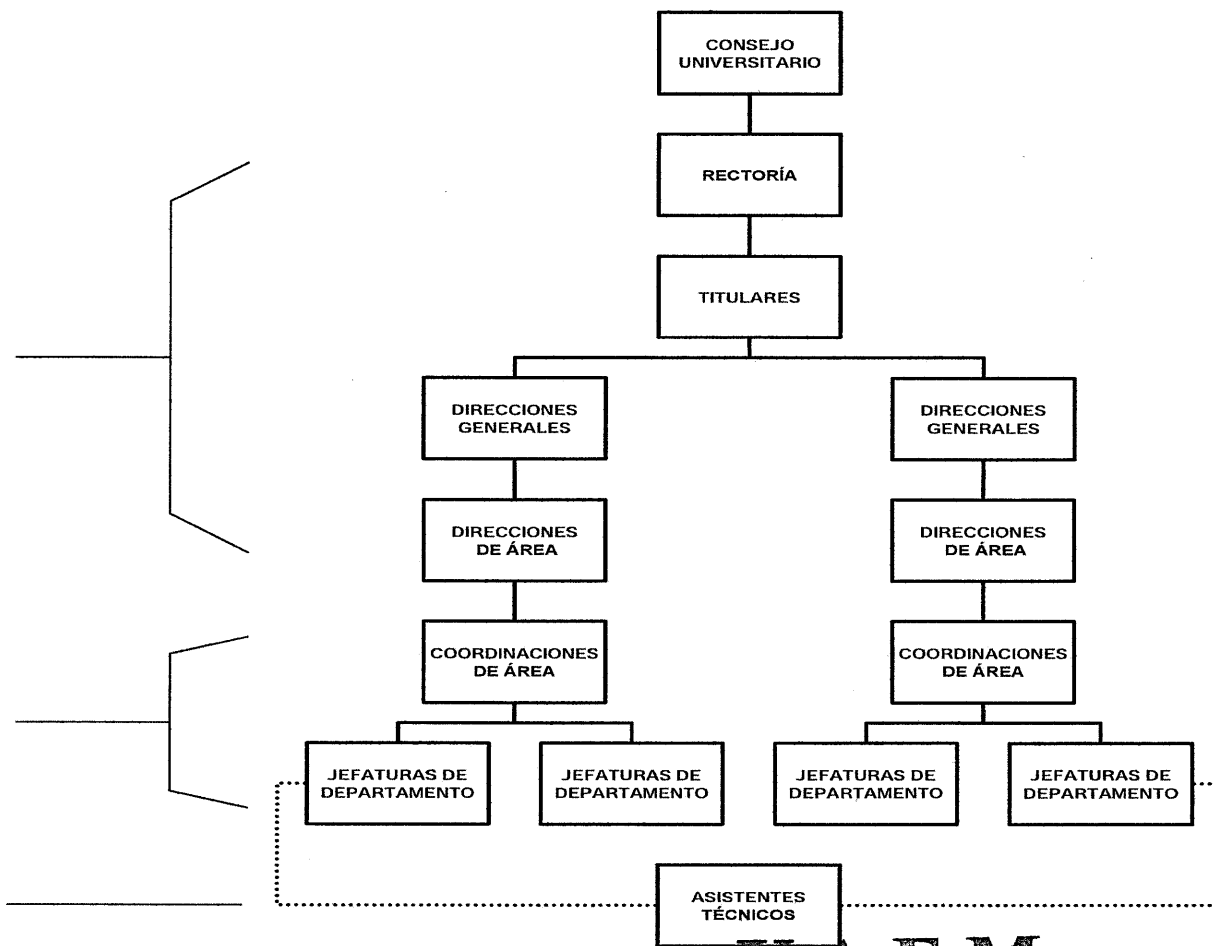 CONSEJO
UNIVERSITARIO
RECTORÍA
TITULARES
DIRECCIONES
GENERALES
DIRECCIONES
GENERALES
DIRECCIONES
DE ÁREA
DIRECCIONES
DE ÁREA
COORDINACIONES
DE ÁREA
COORDINACIONES
DE ÁREA
JEFATURAS DE
DEPARTAMENTO
JEFATURAS DE
DEPARTAMENTO
JEFATURAS DE
DEPARTAMENTO
JEFATURAS DE
DEPARTAMENTO
ASISTENTES
TÉCNICOS